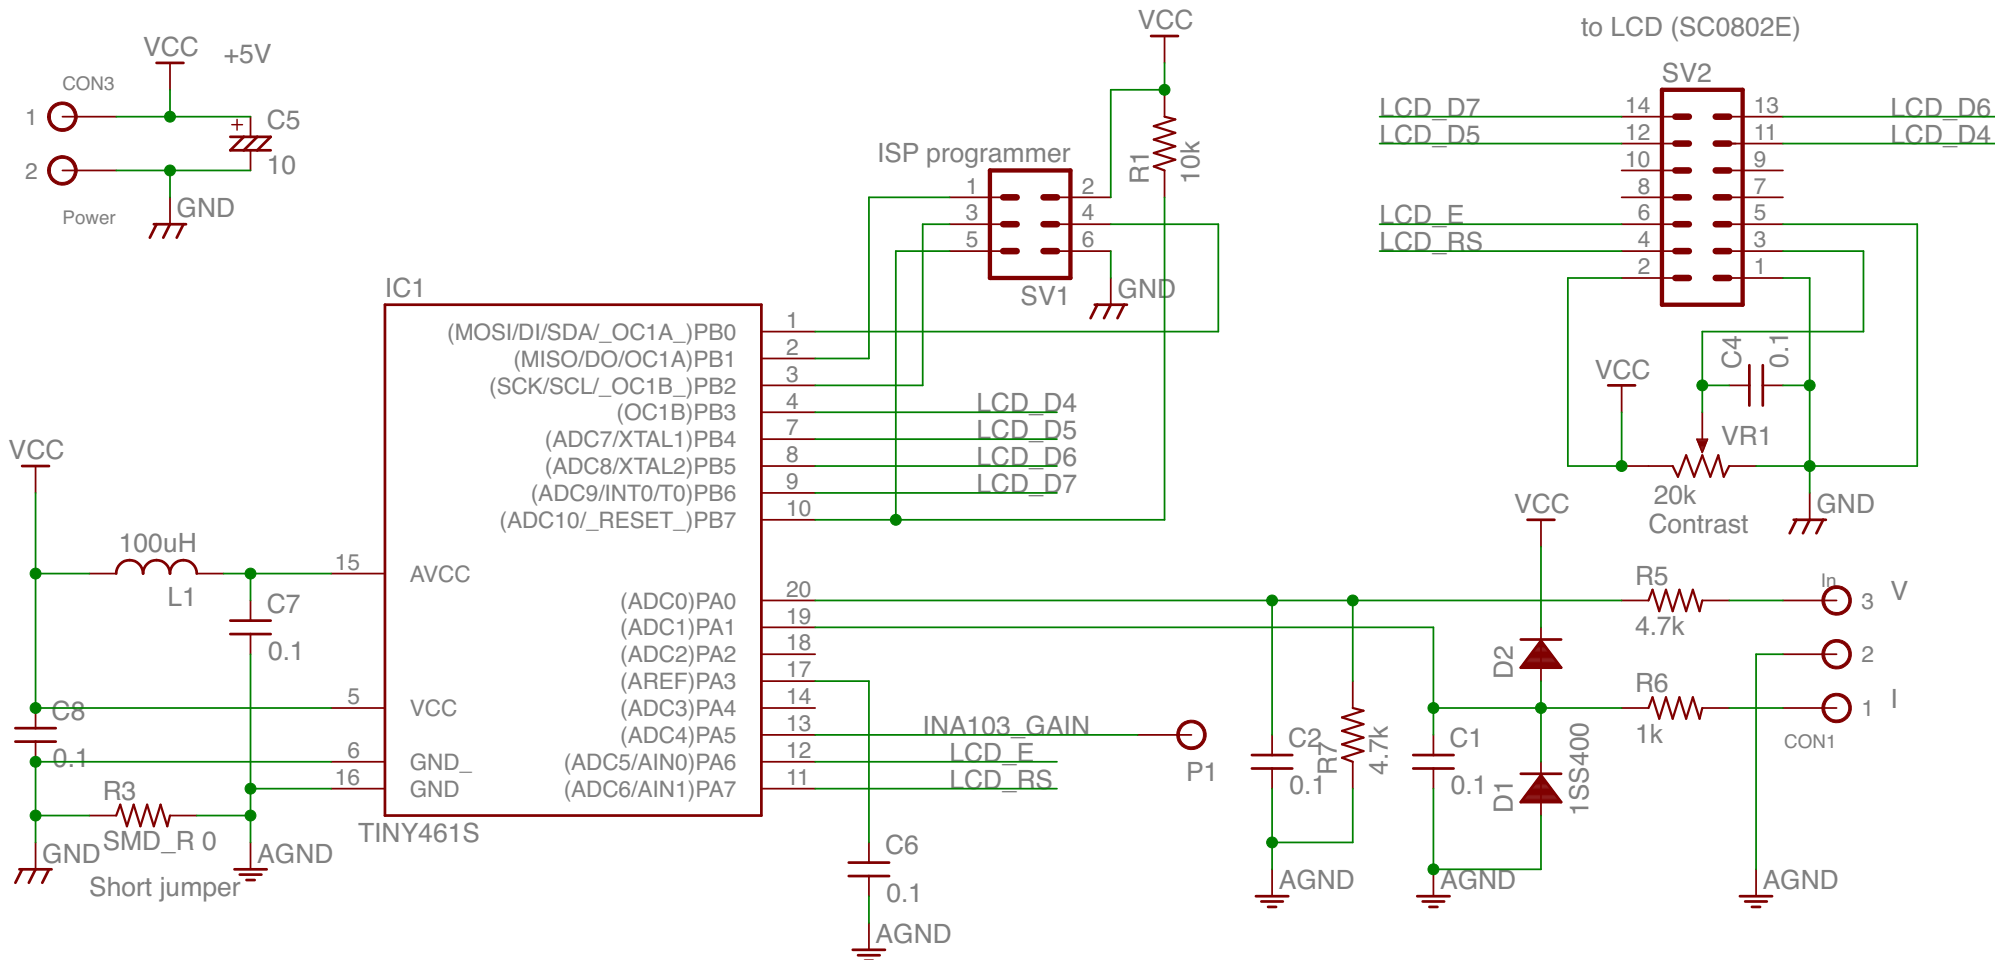 VCC +5V
CON3
1
C5
+
10
2
Power
GND
VCC
ISP programmer
R1
10k
1 2
3 4
5 6
SV1
GND
to LCD (SC0802E)
SV2
LCD_D7 14 13 LCD_D6
LCD_D5 12 11 LCD_D4
10 9
8 7
LCD_E 6 5
LCD_RS 4 3
2 1
C4
0.1
VCC
VR1
20k
Contrast
GND
IC1
(MOSI/DI/SDA/_OC1A_)PB0 1
(MISO/DO/OC1A)PB1 2
(SCK/SCL/_OC1B_)PB2 3
(OC1B)PB3 4 LCD_D4
(ADC7/XTAL1)PB4 7 LCD_D5
(ADC8/XTAL2)PB5 8 LCD_D6
(ADC9/INT0/T0)PB6 9 LCD_D7
(ADC10/_RESET_)PB7 10
VCC
100uH
L1
15 AVCC
C7
0.1
5 VCC
C8
0.1
6 GND_
16 GND
R3
SMD_R 0
GND
AGND
Short jumper
TINY461S
(ADC0)PA0 20
(ADC1)PA1 19
(ADC2)PA2 18
(AREF)PA3 17
(ADC3)PA4 14
(ADC4)PA5 13 INA103_GAIN
(ADC5/AIN0)PA6 12 LCD_E
(ADC6/AIN1)PA7 11 LCD_RS
P1
C6
0.1
AGND
C2
0.1
R7
4.7k
AGND
C1
0.1
AGND
VCC
D2
D1
1SS400
R5
4.7k
In
3 V
2
R6
1k
1 I
CON1
AGND